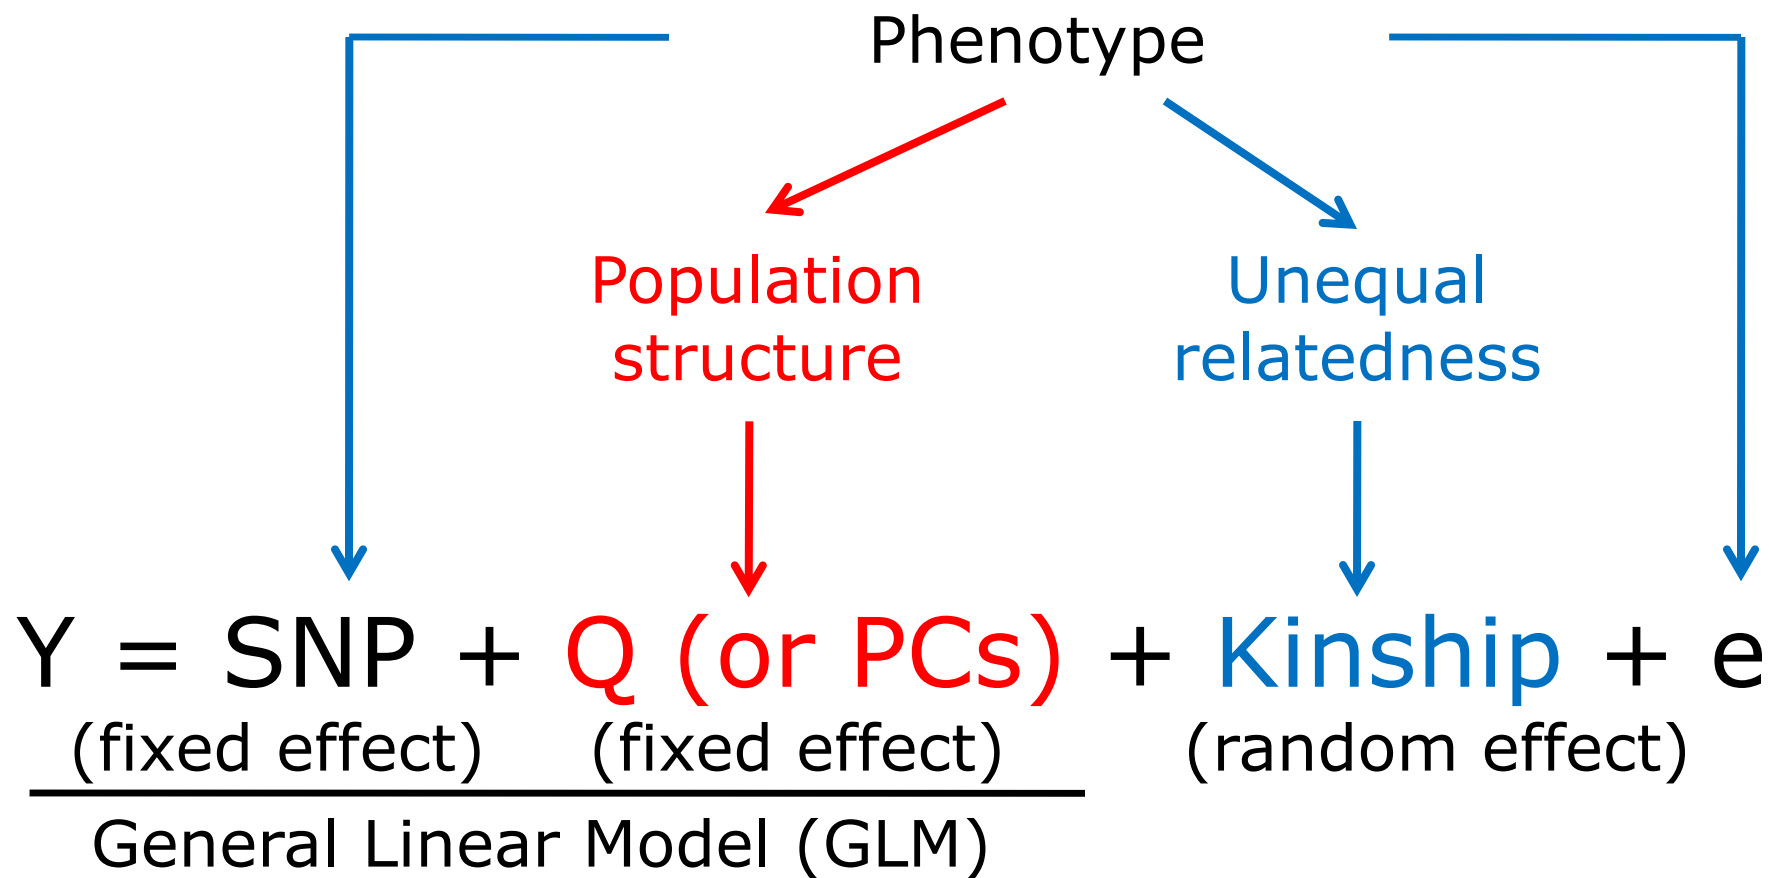 Phenotype
Population
structure
Unequal
relatedness
Y = SNP + Q (or PCs) + Kinship + e
(fixed effect) (fixed effect) (random effect)
General Linear Model (GLM)